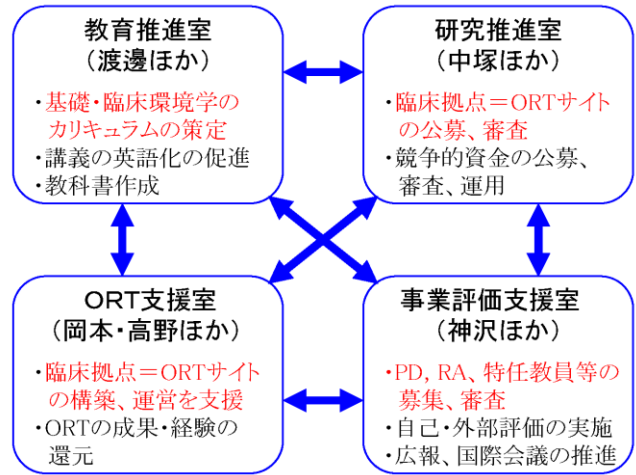 教育推進室
(渡邊ほか)
・基礎・臨床環境学の
カリキュラムの策定
・講義の英語化の促進
・教科書作成
研究推進室
(中塚ほか)
・臨床拠点＝ORTサイト
の公募、審査
・競争的資金の公募、
審査、運用
ORT支援室
(岡本・高野ほか)
・臨床拠点＝ORTサイト
の構築、運営を支援
・ORTの成果・経験の
還元
事業評価支援室
(神沢ほか)
・PD, RA、特任教員等の
募集、審査
・自己・外部評価の実施
・広報、国際会議の推進